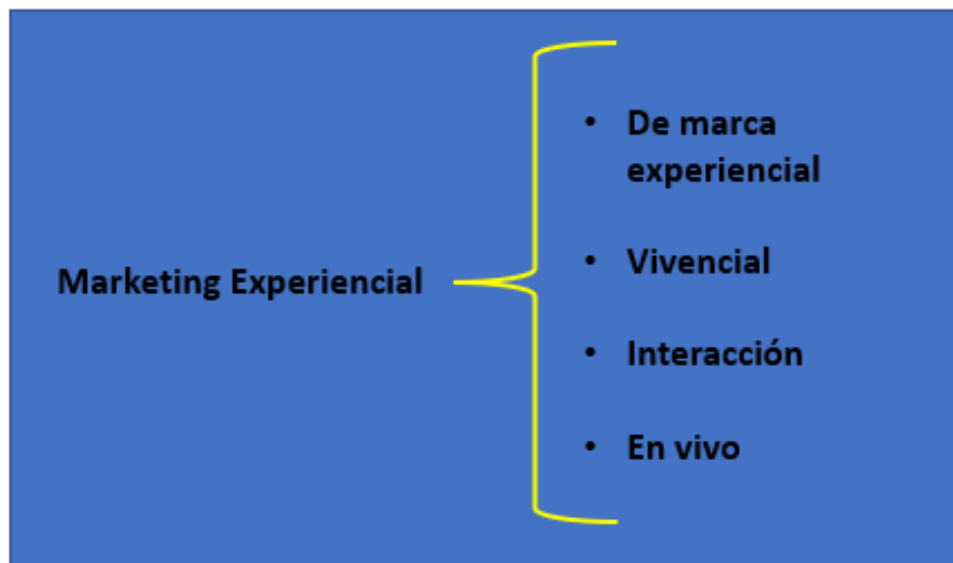 Marketing Experiencial
• De marca
experiencial
• Vivencial
• Interacción
• En vivo